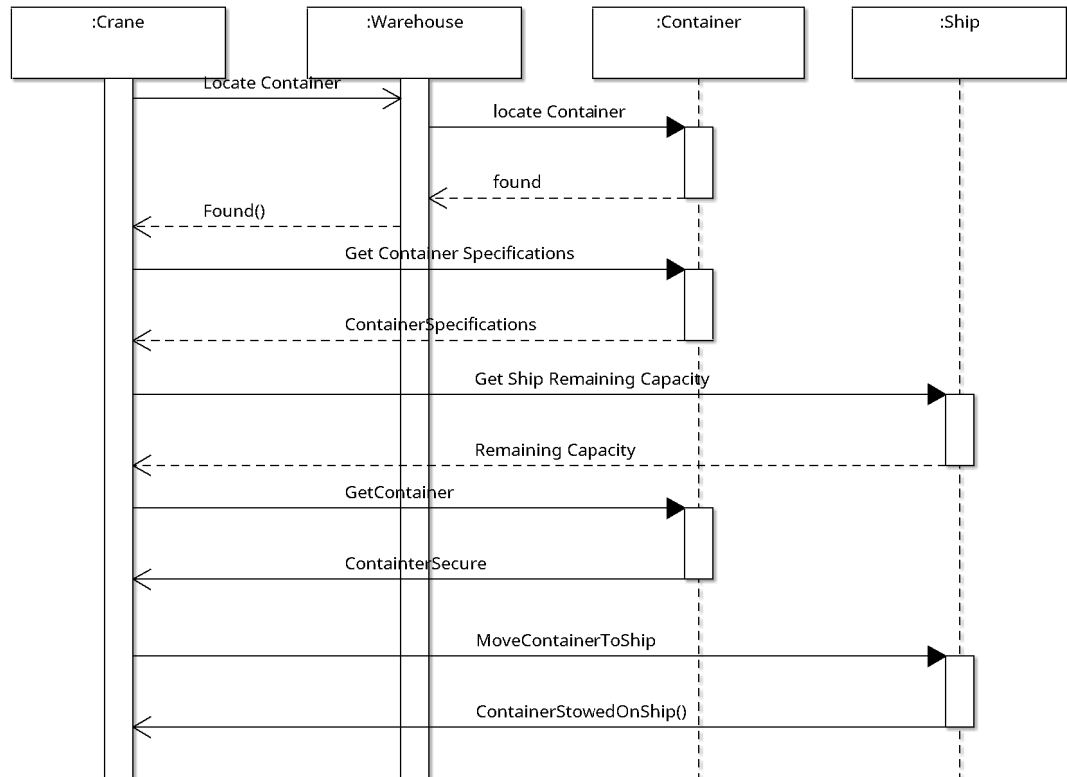 :Crane
:Warehouse
:Container
:Ship
Locate Container
locate Container
found
Found()
Get Container Specifications
ContainerSpecifications
Get Ship Remaining Capacity
Remaining Capacity
GetContainer
ContainterSecure
MoveContainerToShip
ContainerStowedOnShip()